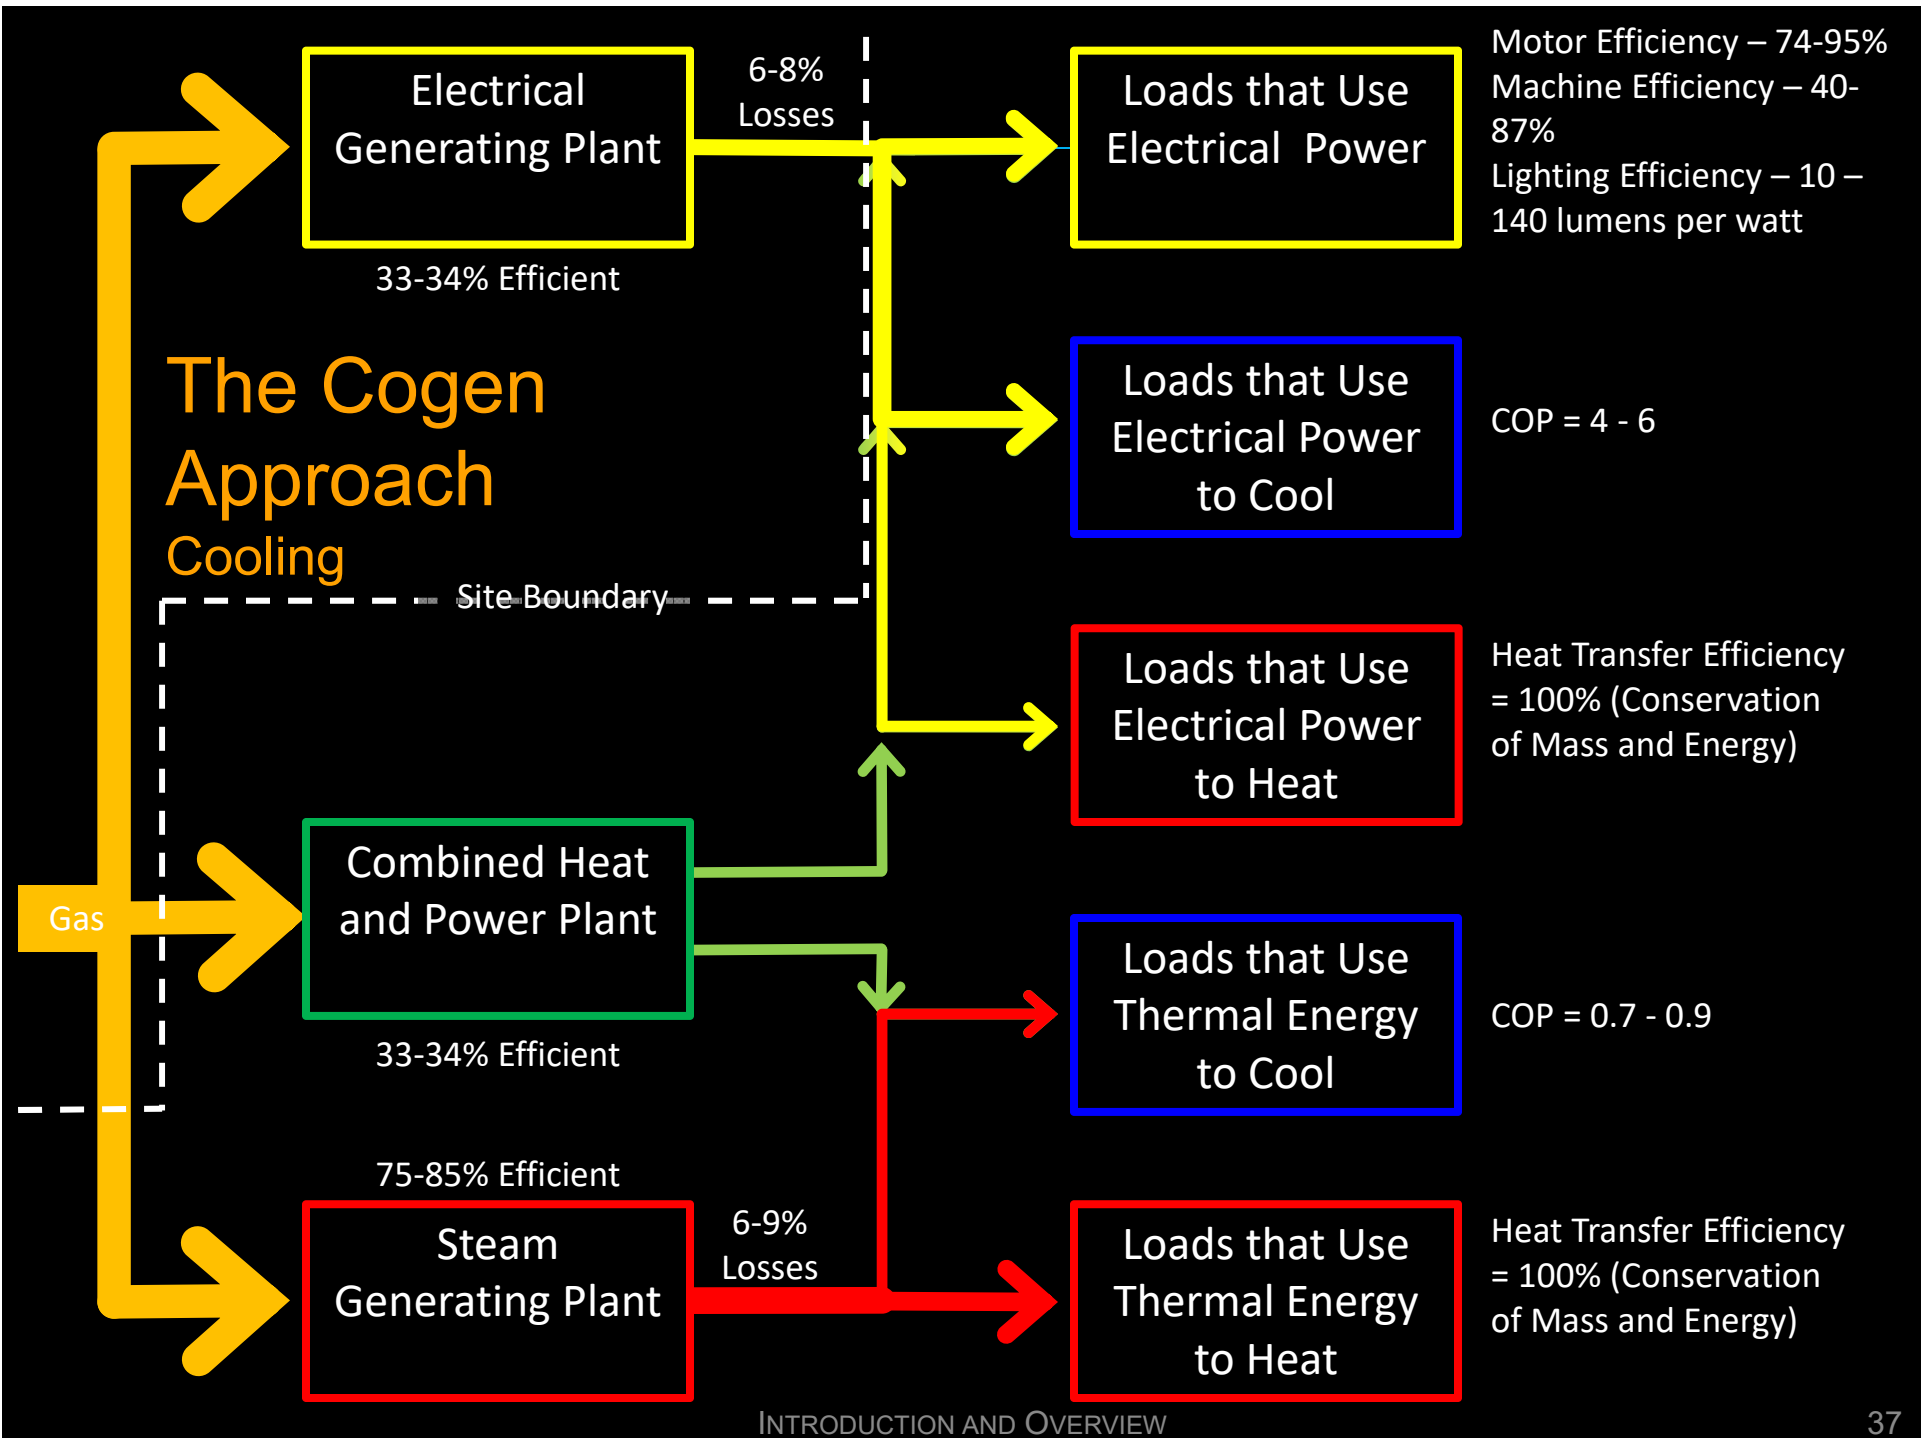 Electrical
Generating Plant
33-34% Efficient
6-8%
Losses
Loads that Use
Electrical  Power
Motor Efficiency – 74-95%
Machine Efficiency – 40-
87%
Lighting Efficiency – 10 –
140 lumens per watt
The Cogen
Approach
Cooling
Site Boundary
Loads that Use
Electrical Power
to Cool
COP = 4 - 6
Loads that Use
Electrical Power
to Heat
Heat Transfer Efficiency
= 100% (Conservation
of Mass and Energy)
Gas
Combined Heat
and Power Plant
33-34% Efficient
Loads that Use
Thermal Energy
to Cool
COP = 0.7 - 0.9
75-85% Efficient
Steam
Generating Plant
6-9%
Losses
Loads that Use
Thermal Energy
to Heat
Heat Transfer Efficiency
= 100% (Conservation
of Mass and Energy)
INTRODUCTION AND OVERVIEW
37